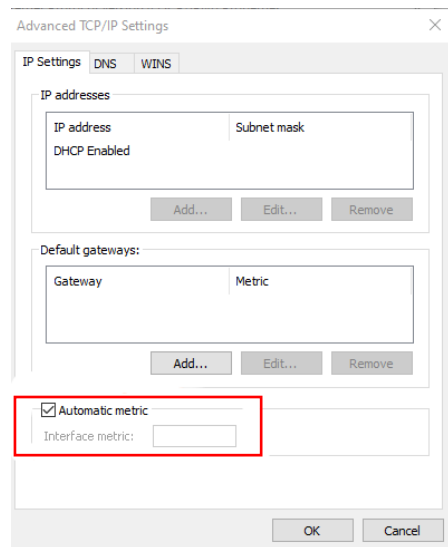 Advanced TCP/IP Settings
IP Settings DNS WINS
IP addresses
IP address Subnet mask
DHCP Enabled
Add... Edit... Remove
Default gateways:
Gateway Metric
Add... Edit... Remove
Automatic metric
Interface metric:
OK Cancel